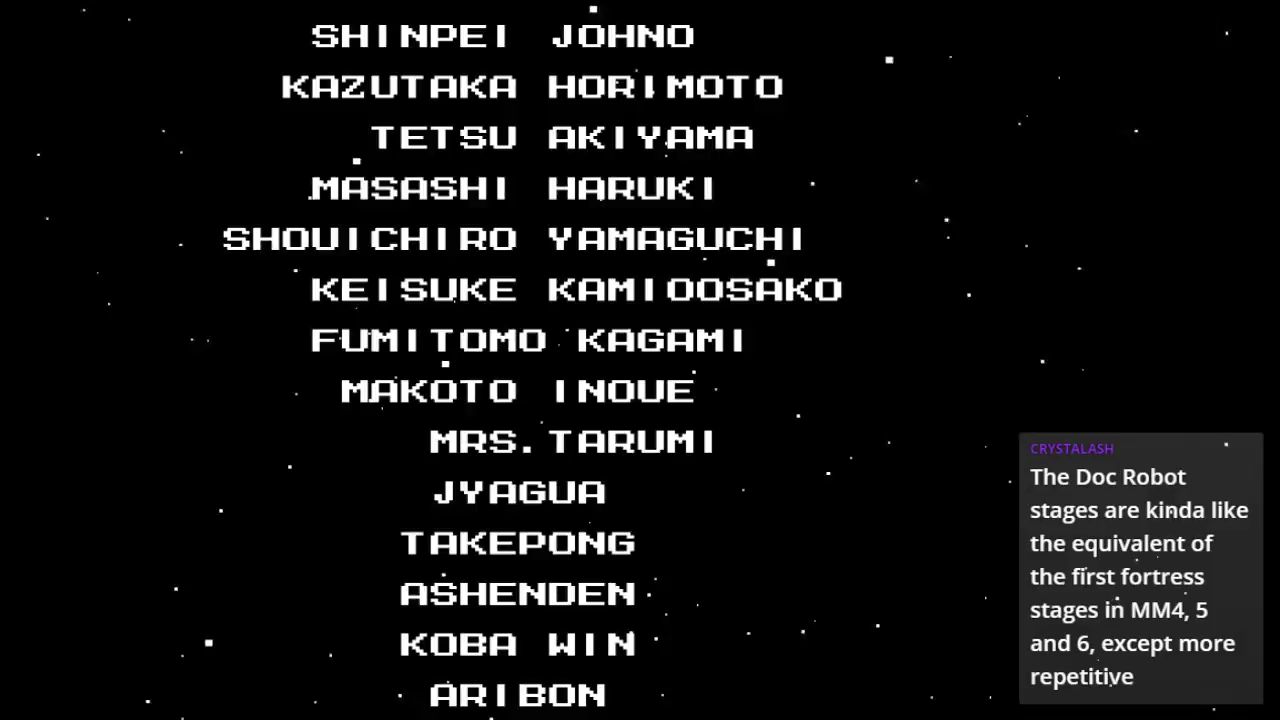 SHINPEI JOHNO
KAZUTAKA HORIMOTO
TETSU AKIYAMA
MASASHI HARUKI
SHOUICHIRO YAMAGUCHI
KEISUKE KAMIOOSAKO
FUMITOMO KAGAMI
MAKOTO INOUE
MRS.TARUMI
JYAGUA
TAKEPONG
ASHENDEN
KOBA WIN
ARIBON
CRYSTALASH
The Doc Robot
stages are kinda like
the equivalent of
the first fortress
stages in MM4, 5
and 6, except more
repetitive